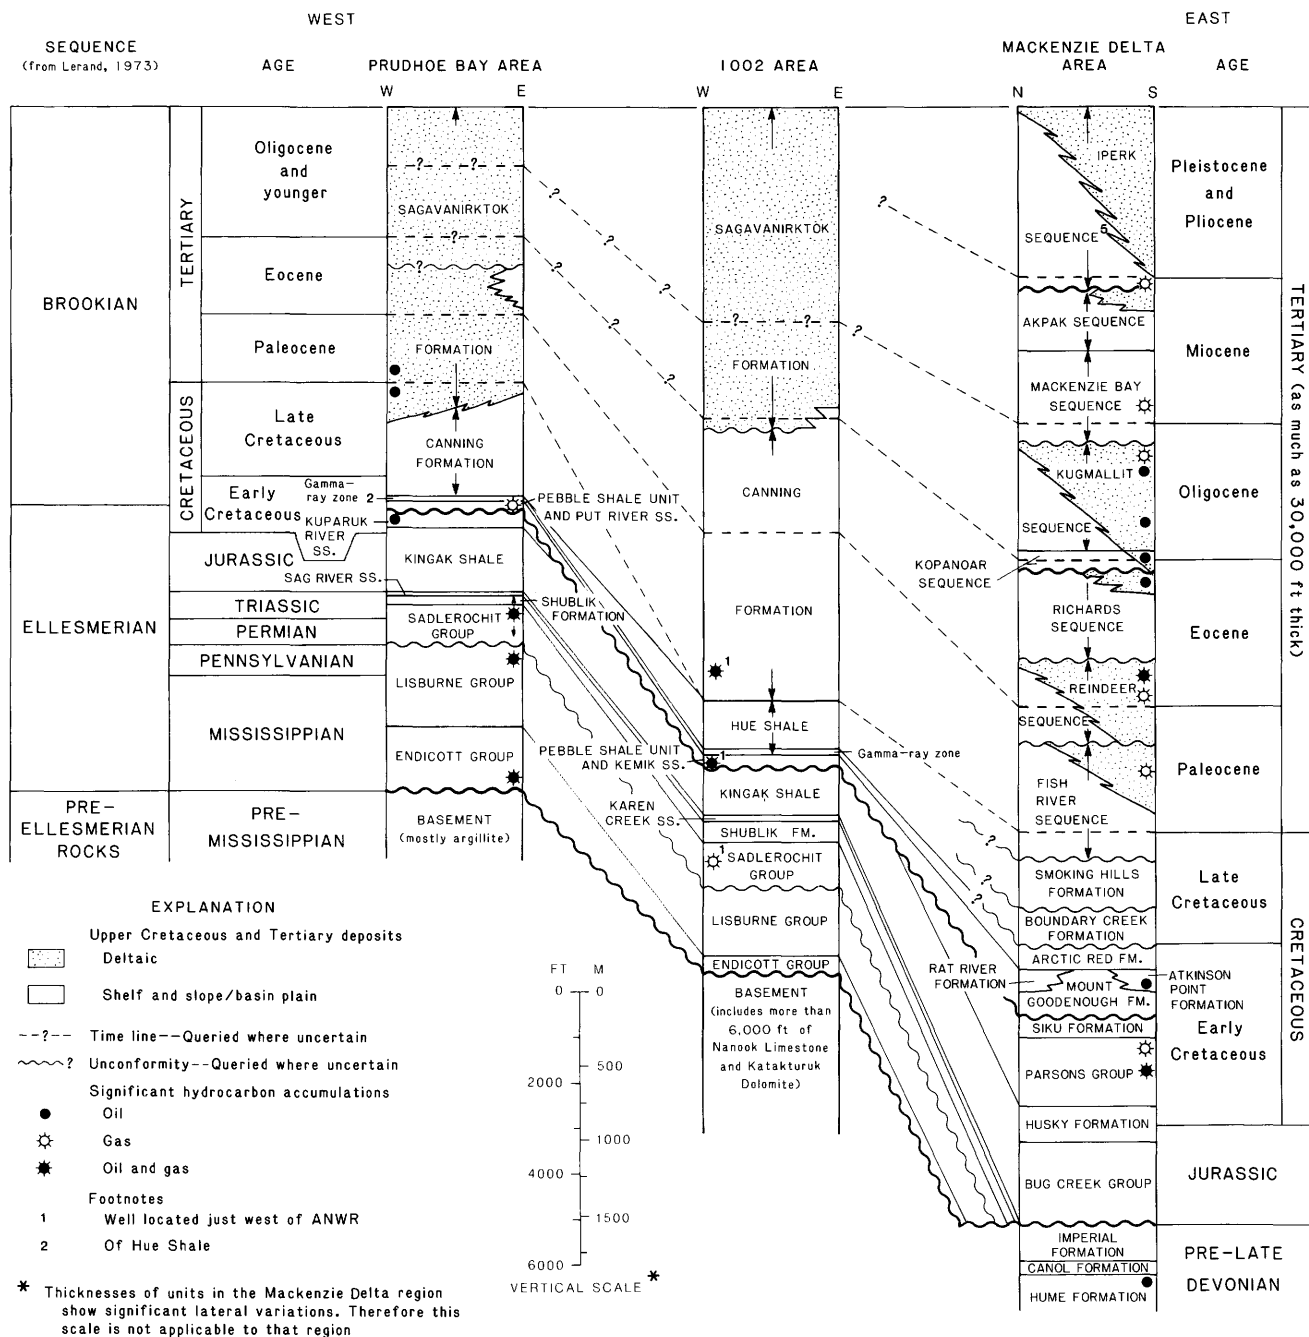 WEST
EAST
SEQUENCE
(from Lerand, 1973)
AGE
PRUDHOE BAY AREA
1002 AREA
MACKENZIE DELTA
AREA
AGE
W E
W E
N S
BROOKIAN
ELLESMERIAN
PRE-
ELLESMERIAN
ROCKS
TERTIARY
CRETACEOUS
Oligocene
and
younger
Eocene
Paleocene
Late
Cretaceous
Early
Cretaceous
JURASSIC
TRIASSIC
PERMIAN
PENNSYLVANIAN
MISSISSIPPIAN
PRE-
MISSISSIPPIAN
? ?
SAGAVANIRKTOK
?
?
FORMATION
CANNING
FORMATION
Gamma-
ray zone 2
KUPARUK
RIVER
SS.
PEBBLE SHALE UNIT
AND PUT RIVER SS.
KINGAK SHALE
SAG RIVER SS.
SHUBLIK
FORMATION
SADLEROCHIT
GROUP
LISBURNE GROUP
ENDICOTT GROUP
BASEMENT
(mostly argillite)
?
?
?
?
SAGAVANIRKTOK
? ?
FORMATION
CANNING
FORMATION
1
HUE SHALE
Gamma-ray zone
PEBBLE SHALE UNIT
AND KEMIK SS.
1
KINGAK SHALE
KAREN
CREEK SS.
SHUBLIK FM.
1
SADLEROCHIT
GROUP
LISBURNE GROUP
ENDICOTT GROUP
BASEMENT
(includes more than
6,000 ft of
Nanook Limestone
and Katakturuk
Dolomite)
?
?
?
?
?
?
IPERK
SEQUENCE
5
AKPAK SEQUENCE
MACKENZIE BAY
SEQUENCE
KUGMALLIT
SEQUENCE
KOPANOAR
SEQUENCE
RICHARDS
SEQUENCE
REINDEER
SEQUENCE
FISH
RIVER
SEQUENCE
SMOKING HILLS
FORMATION
BOUNDARY CREEK
FORMATION
ARCTIC RED FM.
RAT RIVER
FORMATION
MOUNT
GOODENOUGH FM.
ATKINSON
POINT
FORMATION
SIKU FORMATION
PARSONS GROUP
HUSKY FORMATION
BUG CREEK GROUP
IMPERIAL
FORMATION
CANOL FORMATION
HUME FORMATION
Pleistocene
and
Pliocene
Miocene
Oligocene
Eocene
Paleocene
Late
Cretaceous
Early
Cretaceous
JURASSIC
PRE-LATE
DEVONIAN
TERTIARY (as much as 30,000 ft thick)
CRETACEOUS
EXPLANATION
Upper Cretaceous and Tertiary deposits
Deltaic
Shelf and slope/basin plain
--?-- Time line--Queried where uncertain
? Unconformity--Queried where uncertain
Significant hydrocarbon accumulations
Oil
Gas
Oil and gas
Footnotes
1 Well located just west of ANWR
2 Of Hue Shale
* Thicknesses of units in the Mackenzie Delta region
show significant lateral variations. Therefore this
scale is not applicable to that region
FT M
0 0
500
2000
1000
4000
1500
6000
VERTICAL SCALE *